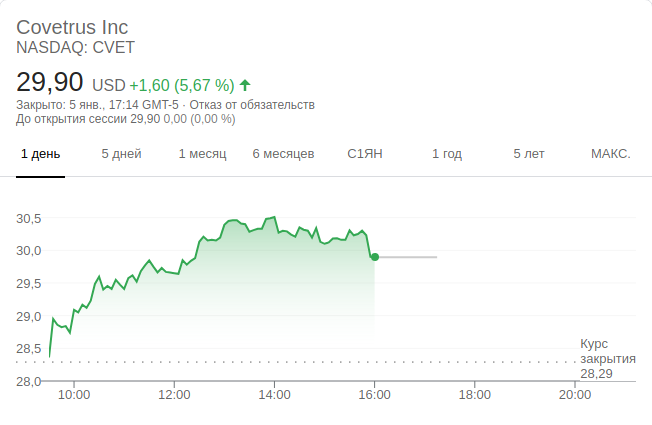 Covetrus Inc
NASDAQ: CVET
29,90 USD +1,60 (5,67 %)
Закрыто: 5 янв., 17:14 GMT-5 · Отказ от обязательств
До открытия сессии 29,90 0,00 (0,00 %)
1 день 5 дней 1 месяц 6 месяцев С1ЯН 1 год 5 лет МАКС.
30,5
30,0
29,5
29,0
28,5
28,0
Курс
закрытия
28,29
10:00 12:00 14:00 16:00 18:00 20:00